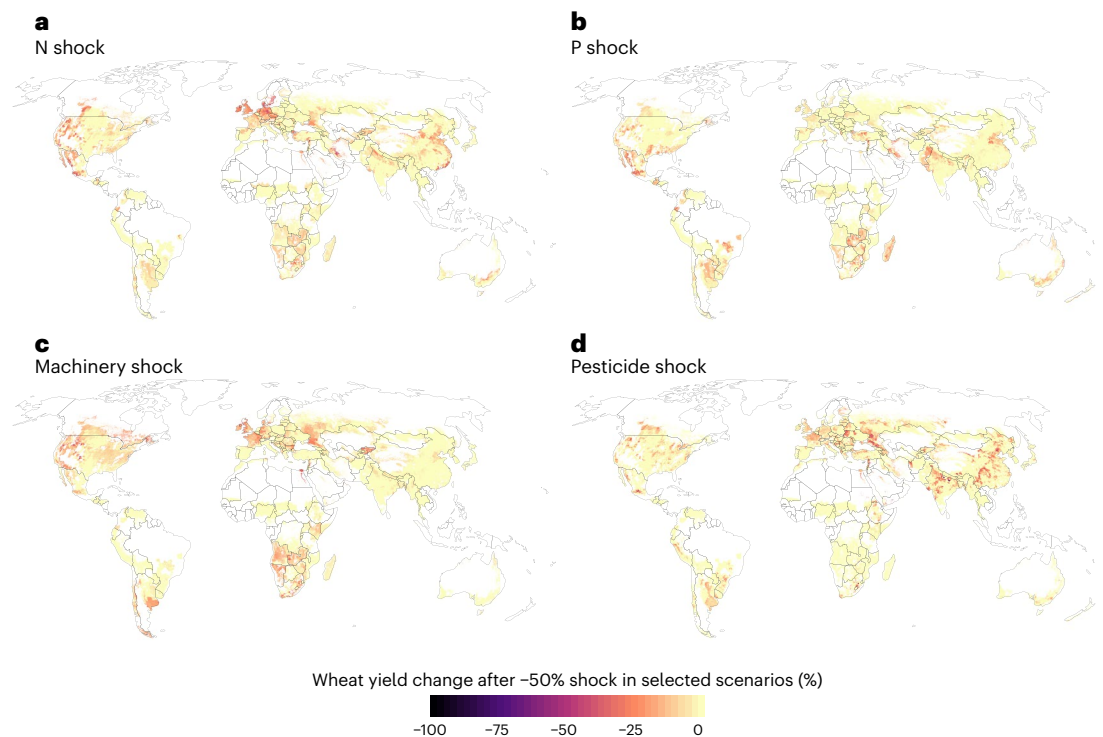 a
N shock
b
P shock
c
Machinery shock
d
Pesticide shock
Wheat yield change after −50% shock in selected scenarios (%)
−100 −75 −50 −25 0